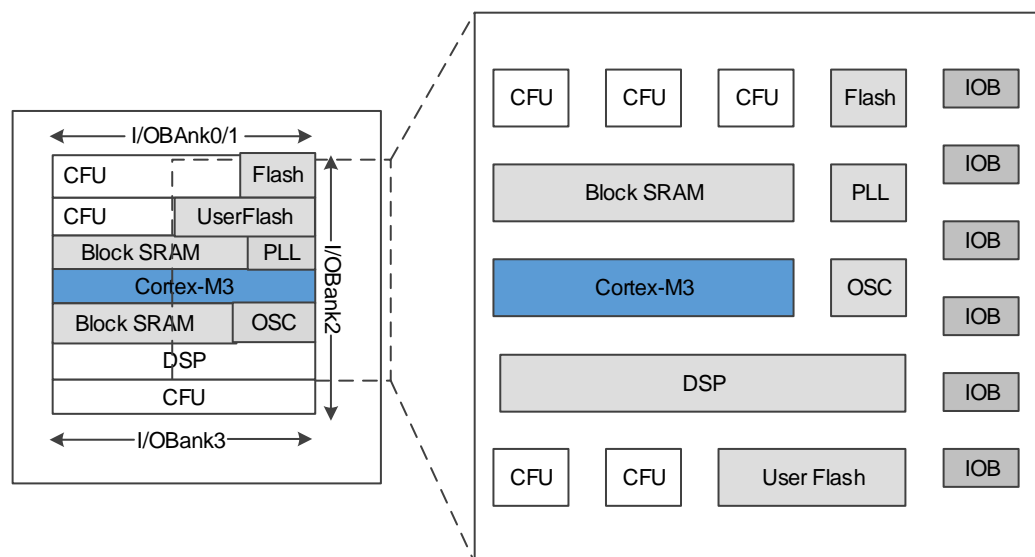 I/OBAnk0/1
CFU
Flash
CFU
UserFlash
Block SRAM
PLL
Cortex-M3
Block SRAM
OSC
DSP
CFU
I/OBank2
I/OBank3
CFU
CFU
CFU
Flash
IOB
IOB
Block SRAM
PLL
IOB
Cortex-M3
OSC
IOB
DSP
IOB
CFU
CFU
User Flash
IOB